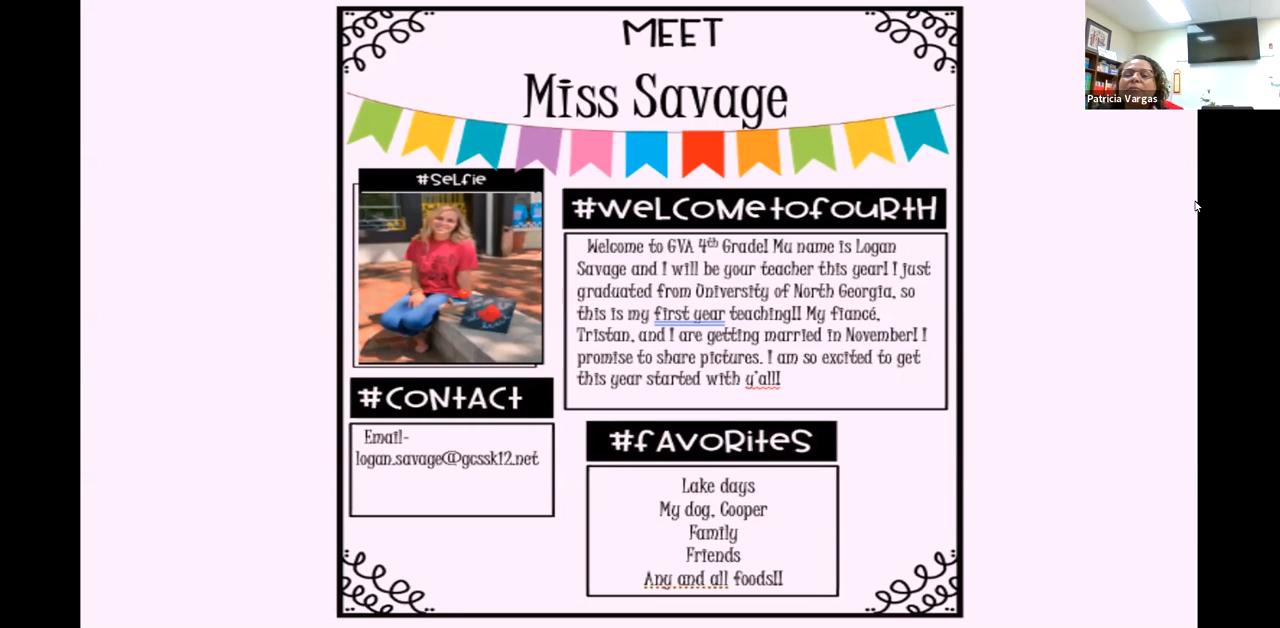 MEET
Miss Savage
#Selfie
#WELCOMEtOfOURtH
Welcome to GVA 4th Grade! Mu name is Logan
Savage and I will be your teacher this year! I just
graduated from University of North Georgia, so
this is my first year teaching!! My fiancé,
Tristan, and I are getting married in November! I
promise to share pictures. I am so excited to get
this year started with y'all!
#CONtACt
Email-
logan.savage@gcssk12.net
#fAVORitES
Lake days
My dog, Cooper
Family
Friends
Any and all foods!!
Patricia Vargas